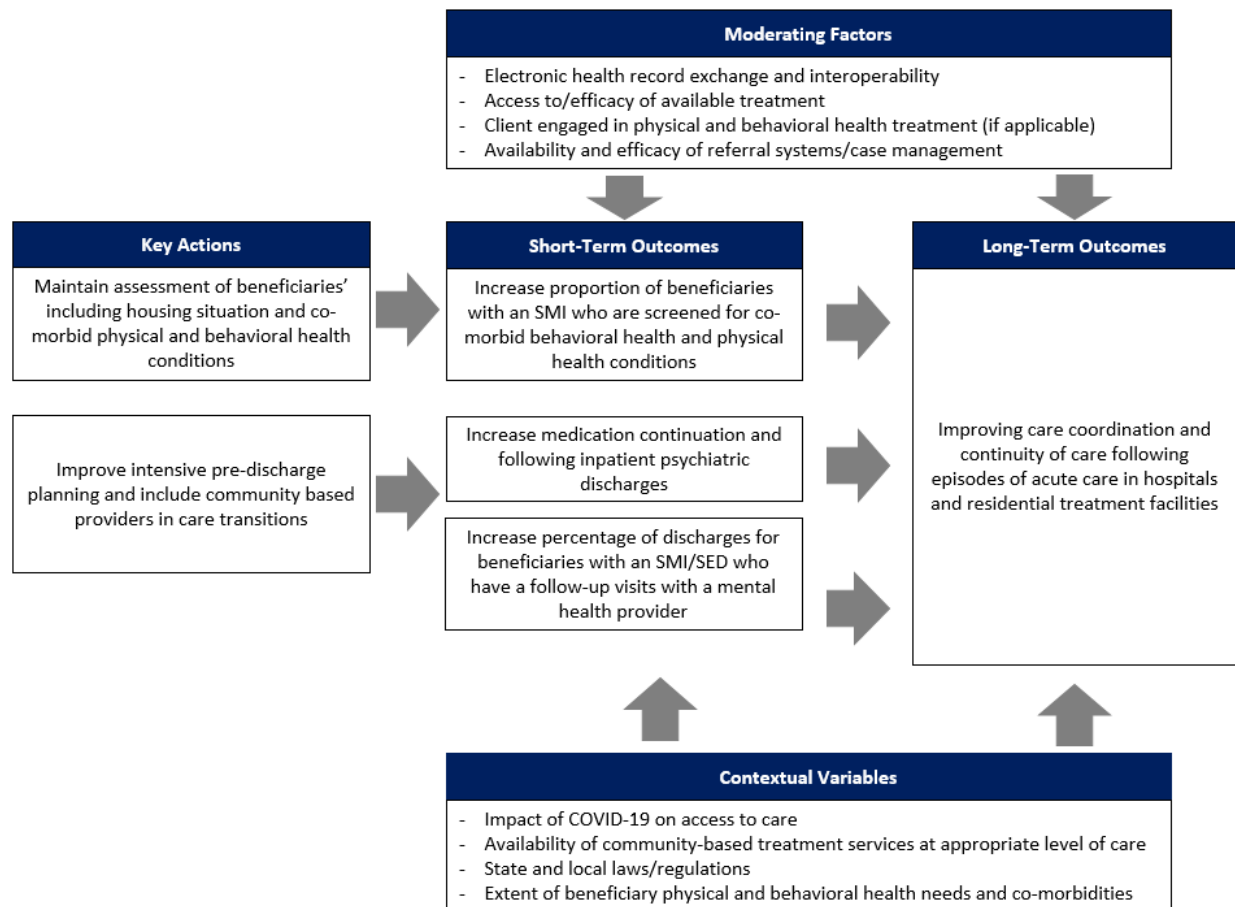 Moderating Factors
- Electronic health record exchange and interoperability
- Access to/efficacy of available treatment
- Client engaged in physical and behavioral health treatment (if applicable)
- Availability and efficacy of referral systems/case management
Key Actions
Maintain assessment of beneficiaries'
including housing situation and co-
morbid physical and behavioral health
conditions
Improve intensive pre-discharge
planning and include community based
providers in care transitions
Short-Term Outcomes
Increase proportion of beneficiaries
with an SMI who are screened for co-
morbid behavioral health and physical
health conditions
Increase medication continuation and
following inpatient psychiatric
discharges
Increase percentage of discharges for
beneficiaries with an SMI/SED who
have a follow-up visits with a mental
health provider
Long-Term Outcomes
Improving care coordination and
continuity of care following
episodes of acute care in hospitals
and residential treatment facilities
Contextual Variables
- Impact of COVID-19 on access to care
- Availability of community-based treatment services at appropriate level of care
- State and local laws/regulations
- Extent of beneficiary physical and behavioral health needs and co-morbidities